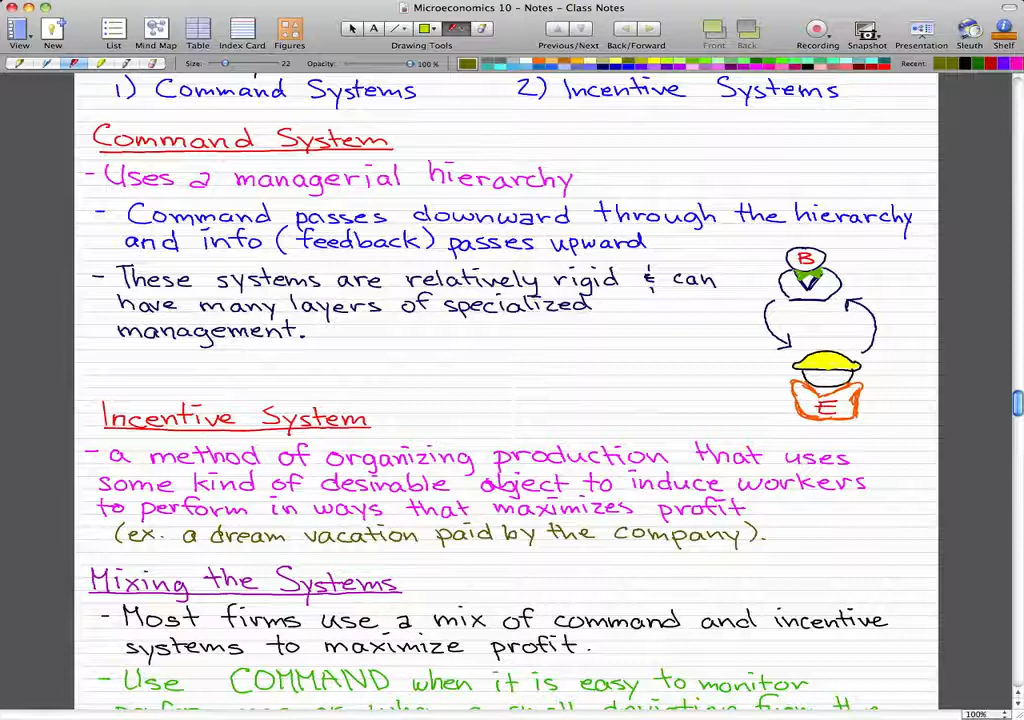 Microeconomics 10 - Notes - Class Notes
View New List Mind Map Table Index Card Figures Drawing Tools Previous/Next Back/Forward Front Back Recording Snapshot Presentation Sleuth Shelf
Size: 22 Opacity: 100 % Recent:
1) Command Systems 2) Incentive Systems
Command System
- Uses a managerial hierarchy
- Command passes downward through the hierarchy
and info (feedback) passes upward
B
- These systems are relatively rigid & can
have many layers of specialized
management.
E
Incentive System
- a method of organizing production that uses
some kind of desirable object to induce workers
to perform in ways that maximizes profit
(ex. a dream vacation paid by the company).
Mixing the Systems
- Most firms use a mix of command and incentive
systems to maximize profit.
- Use COMMAND when it is easy to monitor
100%